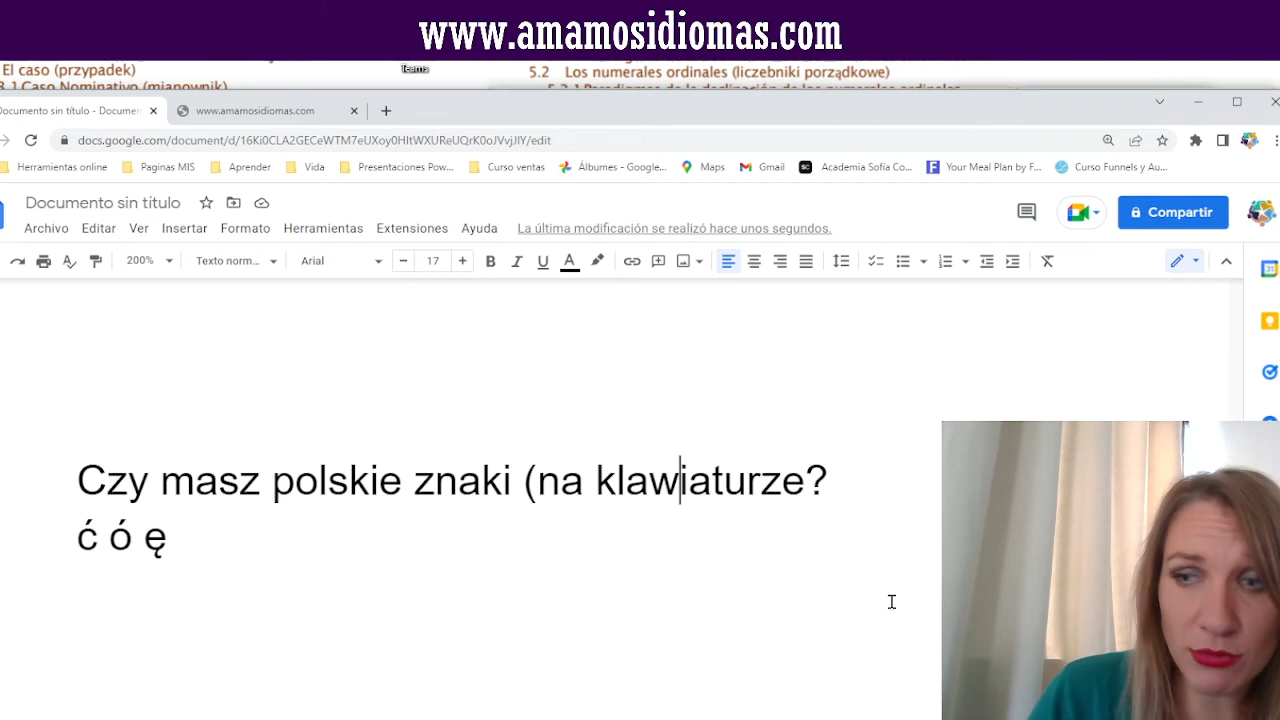 www.amamosidiomas.com
El caso (przypadek)
Teams
5.2 Los numerales ordinales (liczebniki porządkowe)
Documento sin título - Documen
www.amamosidiomas.com
docs.google.com/document/d/16Ki0CLA2GECeWTM7eUXoy0HItWXUReUQrK0oJVvjJIY/edit
Herramientas online
Paginas MIS
Aprender
Vida
Presentaciones Pow...
Curso ventas
Álbumes - Google...
Maps
Gmail
Academia Sofía Co...
Your Meal Plan by F...
Curso Funnels y Au...
Documento sin título
Compartir
Archivo Editar Ver Insertar Formato Herramientas Extensiones Ayuda La última modificación se realizó hace unos segundos.
200% Texto norm... Arial 17
Czy masz polskie znaki (na klawiaturze?
ć ó ę